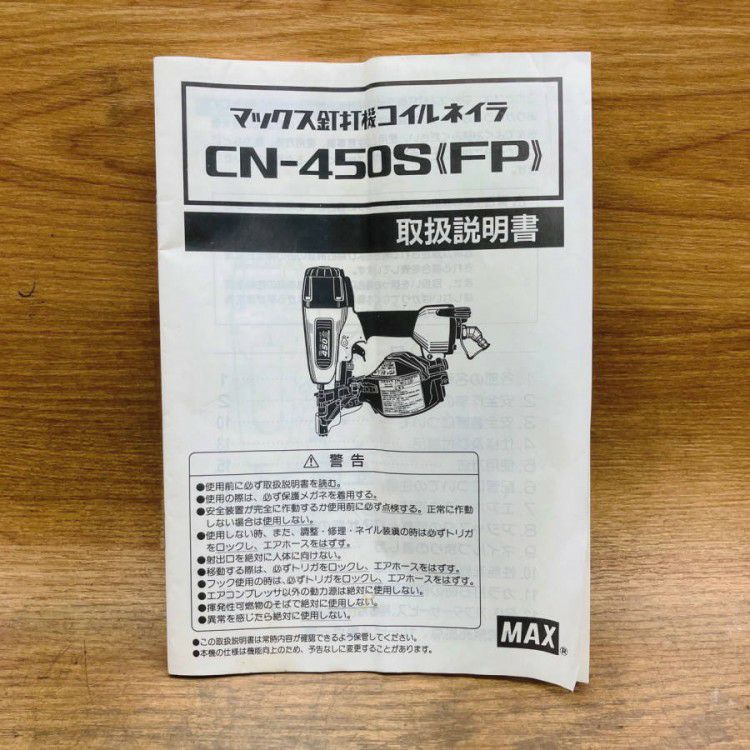 マックス釘打機コイルネイラ
CN-450S《FP》
取扱説明書
450
⚠ 警告
●使用前に必ず取扱説明書を読む。
●使用の際は、必ず保護メガネを着用する。
●安全装置が完全に作動するか使用前に必ず点検する。正常に作動
しない場合は使用しない。
●使用しない時、また、調整・修理・ネイル装填の時は必ずトリガ
をロックし、エアホースをはずす。
●射出口を絶対に人体に向けない。
●移動する際は、必ずトリガをロックし、エアホースをはずす。
●フック使用の時は、必ずトリガをロックし、エアホースをはずす。
●エアコンプレッサ以外の動力源は絶対に使用しない。
●揮発性可燃物のそばで絶対に使用しない。
●異常を感じたら絶対に使用しない。
●この取扱説明書は常時内容が確認できるよう保管してください。
●本機の仕様は機能向上のため、予告なしに変更することがあります。
MAX®